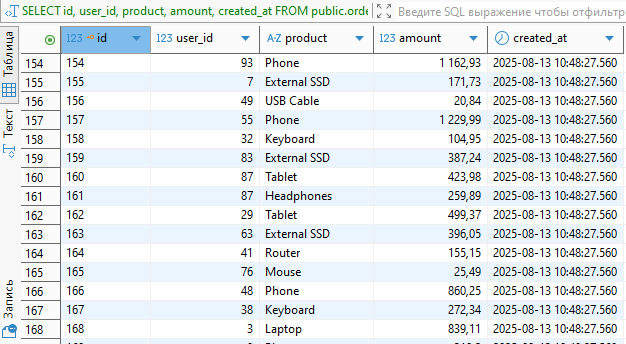 SELECT id, user_id, product, amount, created_at FROM public.orde
Введите SQL выражение чтобы отфильтр
Таблица
Текст
Запись
123 id 123 user_id A-Z product 123 amount created_at
154 154 93 Phone 1 162,93 2025-08-13 10:48:27.560
155 155 7 External SSD 171,73 2025-08-13 10:48:27.560
156 156 49 USB Cable 20,84 2025-08-13 10:48:27.560
157 157 55 Phone 1 229,99 2025-08-13 10:48:27.560
158 158 32 Keyboard 104,95 2025-08-13 10:48:27.560
159 159 83 External SSD 387,24 2025-08-13 10:48:27.560
160 160 87 Tablet 423,98 2025-08-13 10:48:27.560
161 161 87 Headphones 259,89 2025-08-13 10:48:27.560
162 162 29 Tablet 499,37 2025-08-13 10:48:27.560
163 163 63 External SSD 396,05 2025-08-13 10:48:27.560
164 164 41 Router 155,15 2025-08-13 10:48:27.560
165 165 76 Mouse 25,49 2025-08-13 10:48:27.560
166 166 48 Phone 860,25 2025-08-13 10:48:27.560
167 167 38 Keyboard 272,34 2025-08-13 10:48:27.560
168 168 3 Laptop 839,11 2025-08-13 10:48:27.560